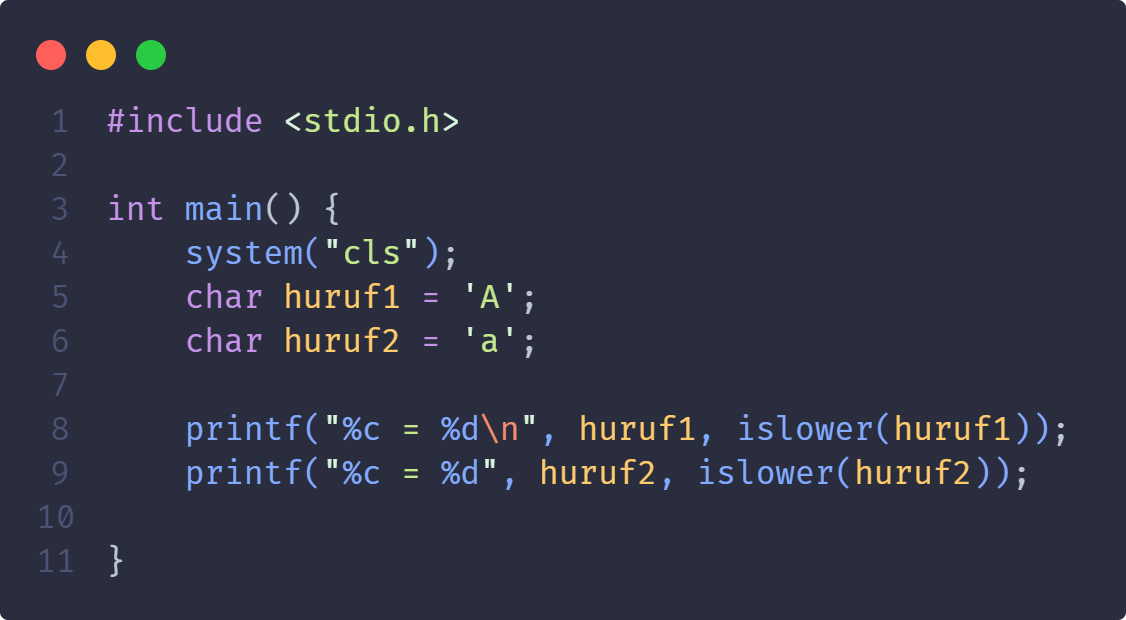 1 #include <stdio.h>
2
3 int main() {
4     system("cls");
5     char huruf1 = 'A';
6     char huruf2 = 'a';
7
8     printf("%c = %d\n", huruf1, islower(huruf1));
9     printf("%c = %d", huruf2, islower(huruf2));
10
11 }